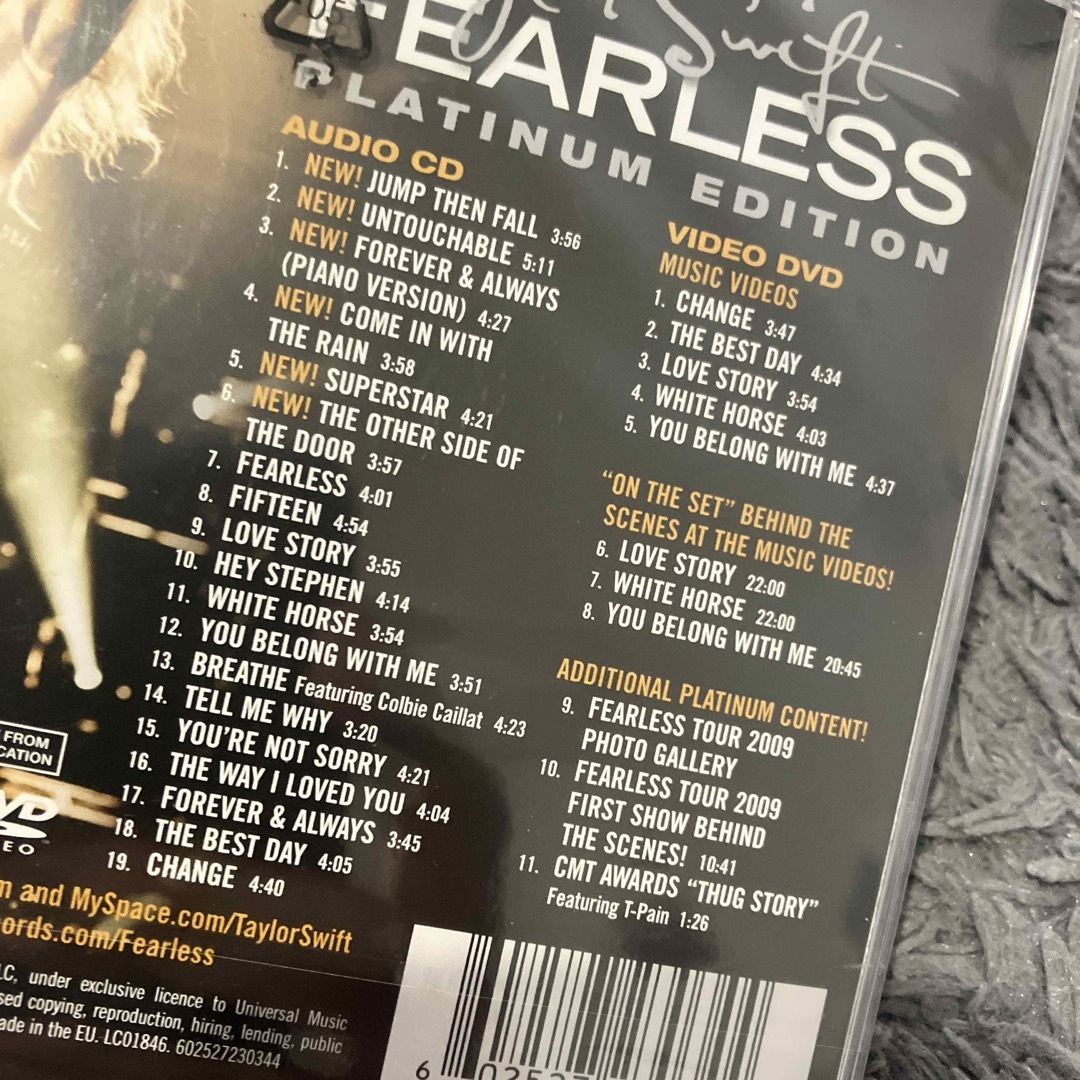 Swift
FEARLESS
PLATINUM EDITION
AUDIO CD
1. NEW! JUMP THEN FALL 3:56
2. NEW! UNTOUCHABLE 5:11
3. NEW! FOREVER & ALWAYS
(PIANO VERSION) 4:27
4. NEW! COME IN WITH
THE RAIN 3:58
5. NEW! SUPERSTAR 4:21
6. NEW! THE OTHER SIDE OF
THE DOOR 3:57
7. FEARLESS 4:01
8. FIFTEEN 4:54
9. LOVE STORY 3:55
10. HEY STEPHEN 4:14
11. WHITE HORSE 3:54
12. YOU BELONG WITH ME 3:51
13. BREATHE Featuring Colbie Caillat 4:23
14. TELL ME WHY 3:20
15. YOU'RE NOT SORRY 4:21
16. THE WAY I LOVED YOU 4:04
17. FOREVER & ALWAYS 3:45
18. THE BEST DAY 4:05
19. CHANGE 4:40
VIDEO DVD
MUSIC VIDEOS
1. CHANGE 3:47
2. THE BEST DAY 4:34
3. LOVE STORY 3:54
4. WHITE HORSE 4:03
5. YOU BELONG WITH ME 4:37
"ON THE SET" BEHIND THE
SCENES AT THE MUSIC VIDEOS!
6. LOVE STORY 22:00
7. WHITE HORSE 22:00
8. YOU BELONG WITH ME 20:45
ADDITIONAL PLATINUM CONTENT!
9. FEARLESS TOUR 2009
PHOTO GALLERY
10. FEARLESS TOUR 2009
FIRST SHOW BEHIND
THE SCENES! 10:41
11. CMT AWARDS "THUG STORY"
Featuring T-Pain 1:26
FROM
CATION
VD
EO
m and MySpace.com/TaylorSwift
ords.com/Fearless
LC, under exclusive licence to Universal Music
sed copying, reproduction, hiring, lending, public
ade in the EU. LC01846. 602527230344
6 02527